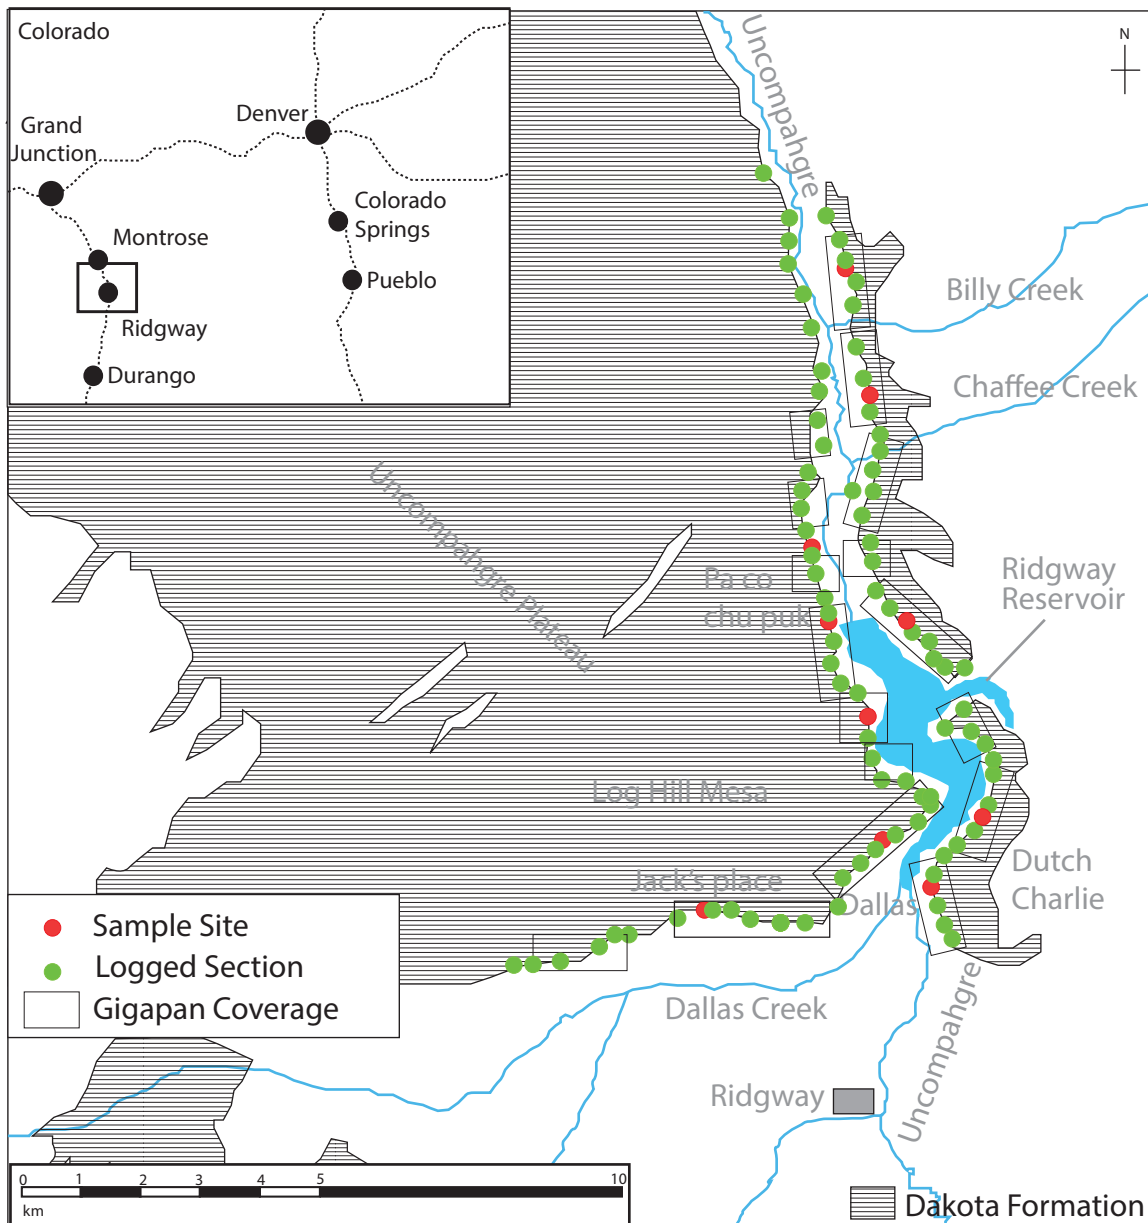 Colorado
Denver
Grand
Junction
Colorado
Springs
Montrose
Pueblo
Ridgway
Durango
N
Uncompahgre
Billy Creek
Chaffee Creek
Uncompahgre Plateau
Ridgway
Reservoir
Pa co
chu puk
Log Hill Mesa
Jack's place
Dallas
Dutch
Charlie
Sample Site
Logged Section
Gigapan Coverage
Dallas Creek
Uncompahgre
Ridgway
0 1 2 3 4 5 10
km
Dakota Formation